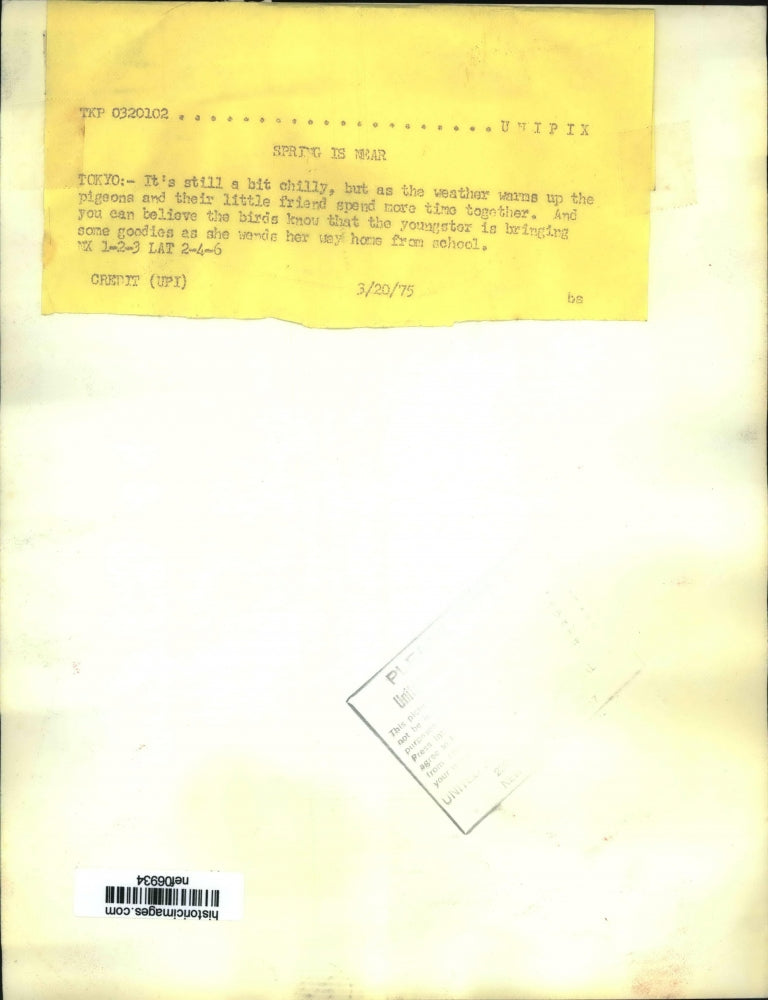 TKP 0320102 . . . . . . . . . . . . . . . . . . . . . . UNIPIX
SPRING IS NEAR
TOKYO:- It's still a bit chilly, but as the weather warms up the
pigeons and their little friend spend more time together. And
you can believe the birds know that the youngster is bringing
some goodies as she wends her way home from school.
NX 1-2-3 LAT 2-4-6
CREDIT (UPI)
3/20/75
bs
This
not be
Press
from
your
historicimages.com
nef06934